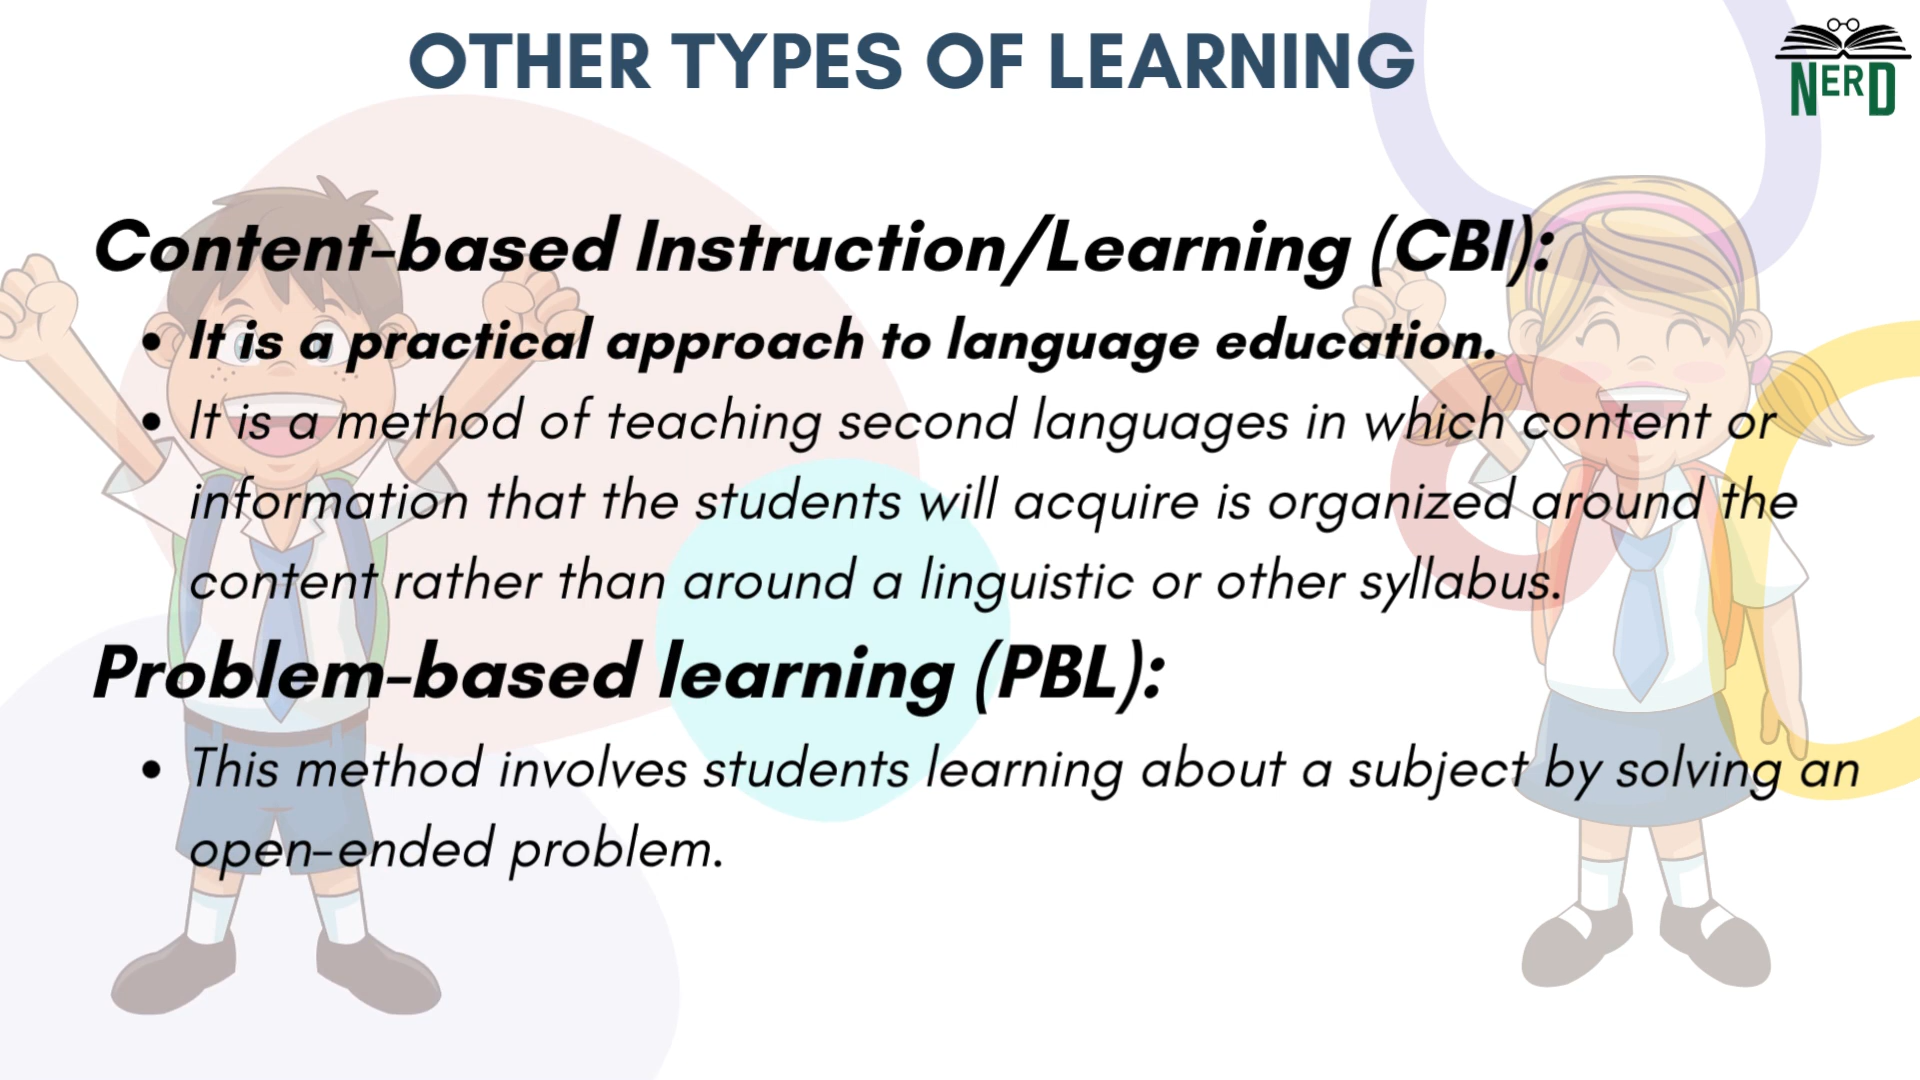 OTHER TYPES OF LEARNING
NERD
Content-based Instruction/Learning (CBI):
• It is a practical approach to language education.
• It is a method of teaching second languages in which content or
information that the students will acquire is organized around the
content rather than around a linguistic or other syllabus.
Problem-based learning (PBL):
• This method involves students learning about a subject by solving an
open-ended problem.